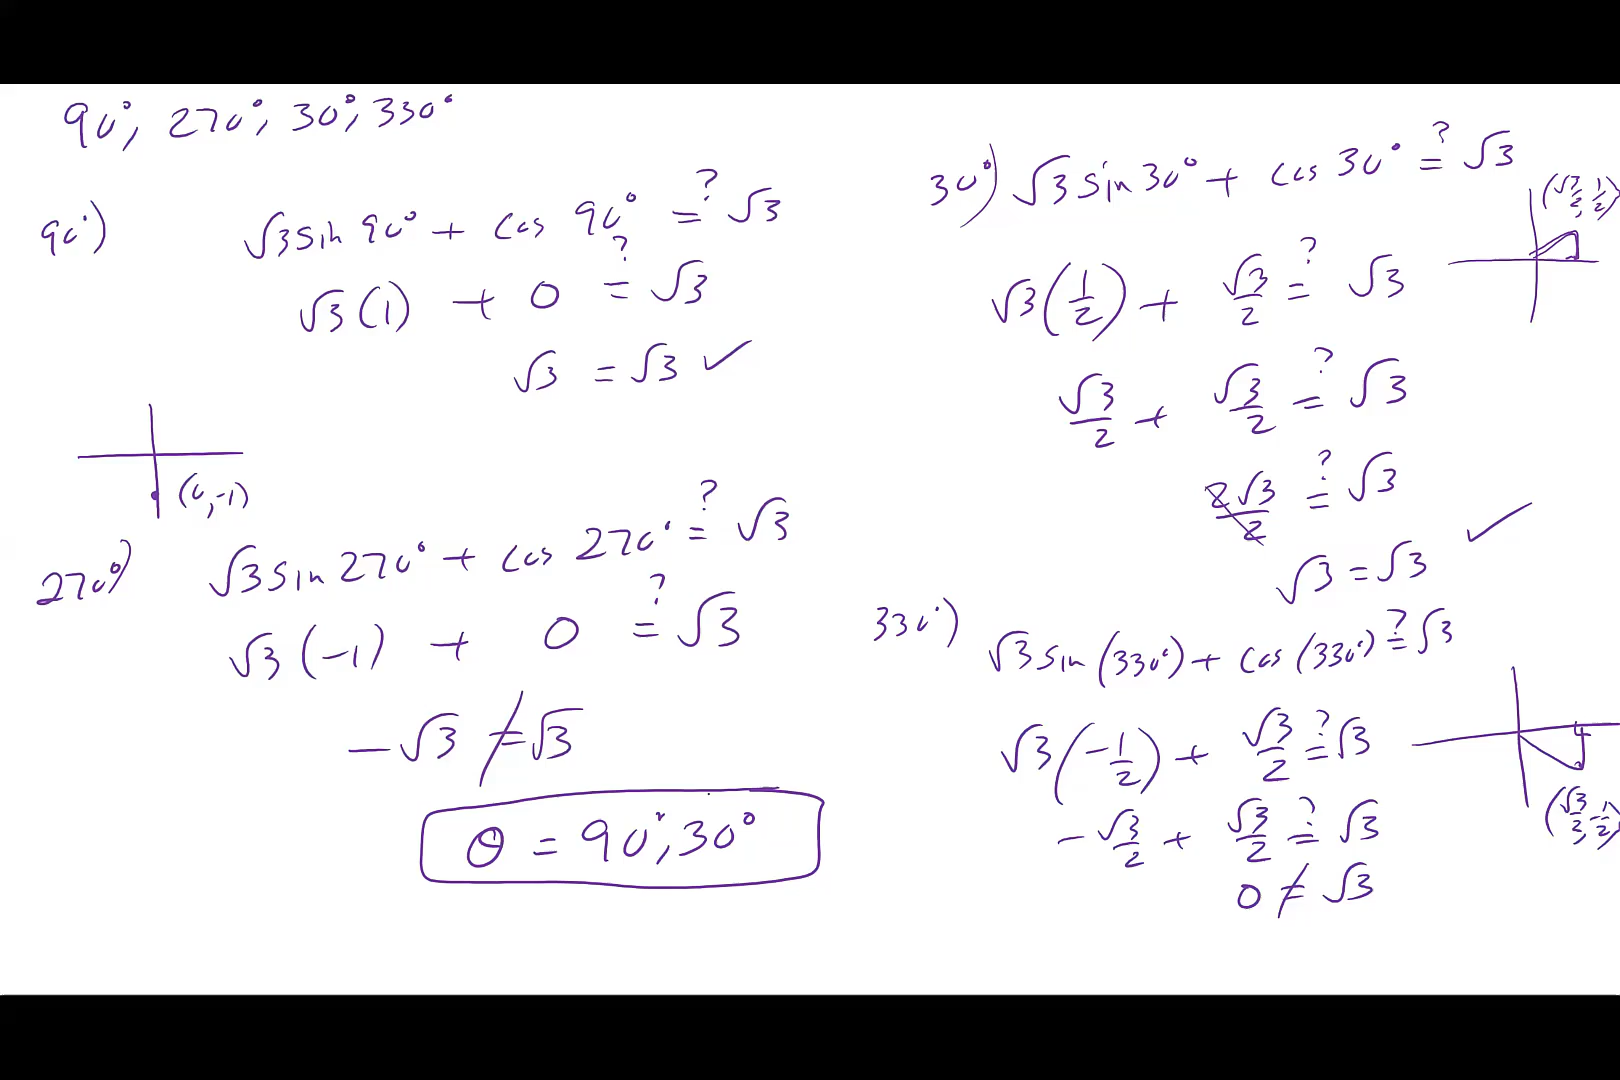 90°, 270°, 30°, 330°
90°) √3 sin 90° + cos 90° ?= √3
√3(1) + 0 ?= √3
√3 = √3 ✓
(0, -1)
270°) √3 sin 270° + cos 270° ?= √3
√3(-1) + 0 ?= √3
-√3 ≠ √3
θ = 90°, 30°
30°) √3 sin 30° + cos 30° ?= √3
(√3/2, 1/2)
√3(1/2) + √3/2 ?= √3
√3/2 + √3/2 ?= √3
2√3/2 ?= √3
√3 = √3 ✓
330°) √3 sin(330°) + cos(330°) ?= √3
√3(-1/2) + √3/2 ?= √3
-√3/2 + √3/2 ?= √3
0 ≠ √3